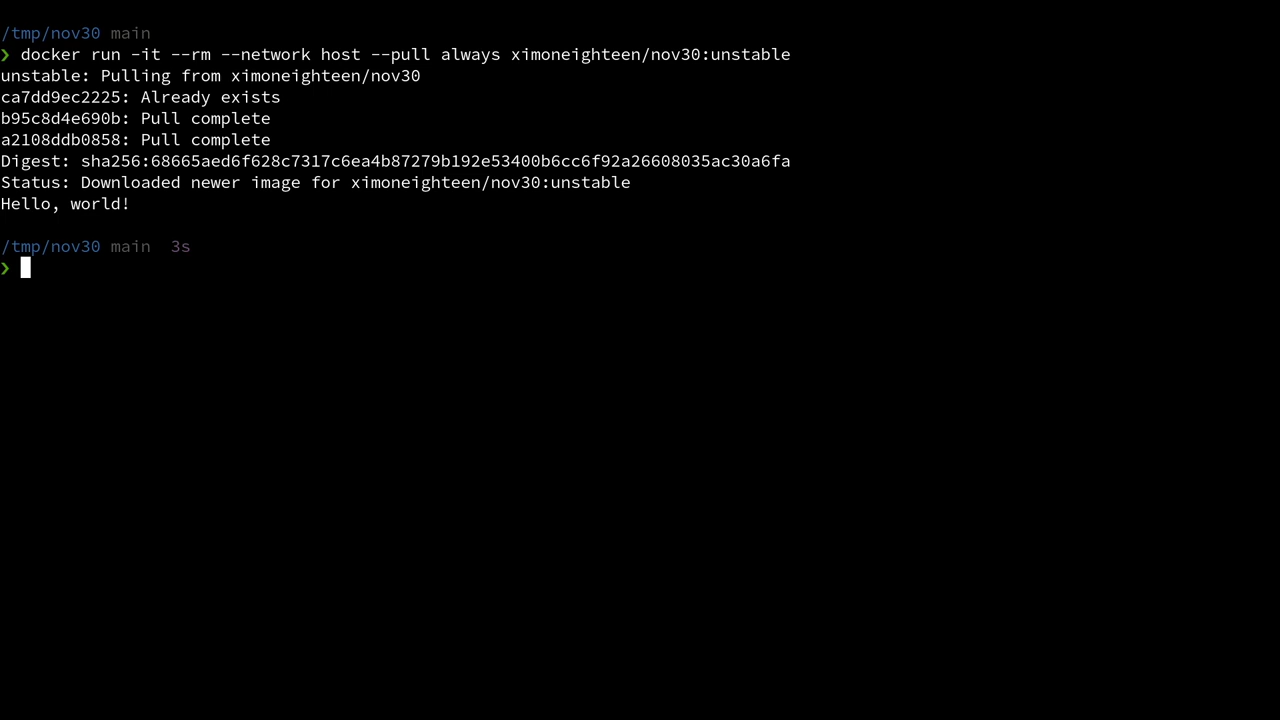 /tmp/nov30 main
❯ docker run -it --rm --network host --pull always ximoneighteen/nov30:unstable
unstable: Pulling from ximoneighteen/nov30
ca7dd9ec2225: Already exists
b95c8d4e690b: Pull complete
a2108ddb0858: Pull complete
Digest: sha256:68665aed6f628c7317c6ea4b87279b192e53400b6cc6f92a26608035ac30a6fa
Status: Downloaded newer image for ximoneighteen/nov30:unstable
Hello, world!
/tmp/nov30 main  3s
❯